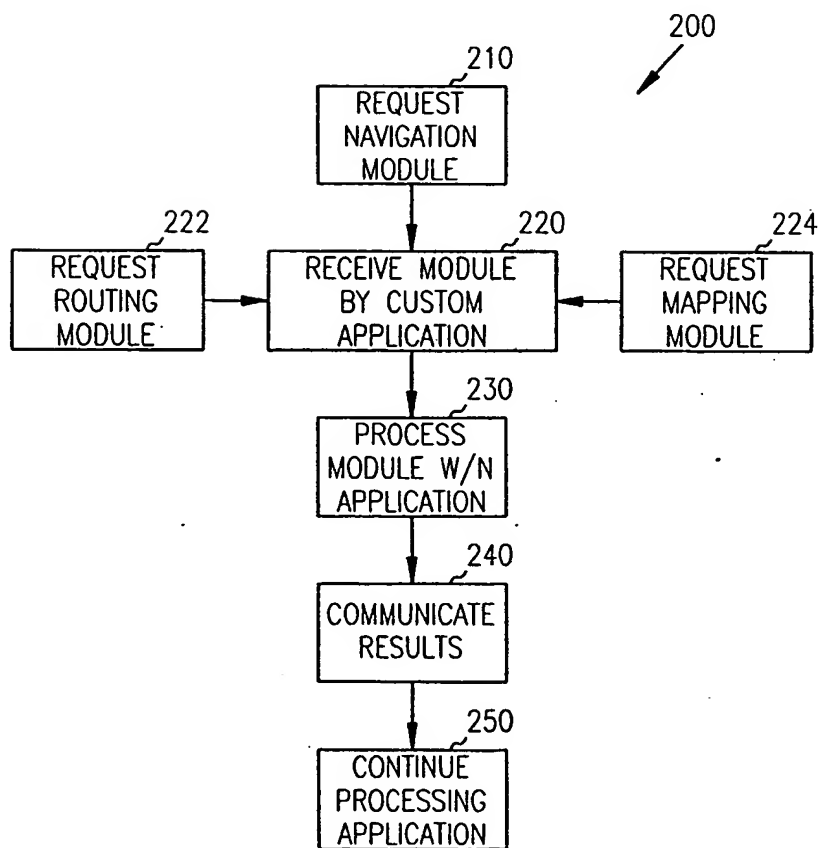 200
210
REQUEST
NAVIGATION
MODULE
222
REQUEST
ROUTING
MODULE
220
RECEIVE MODULE
BY CUSTOM
APPLICATION
224
REQUEST
MAPPING
MODULE
230
PROCESS
MODULE W/N
APPLICATION
240
COMMUNICATE
RESULTS
250
CONTINUE
PROCESSING
APPLICATION